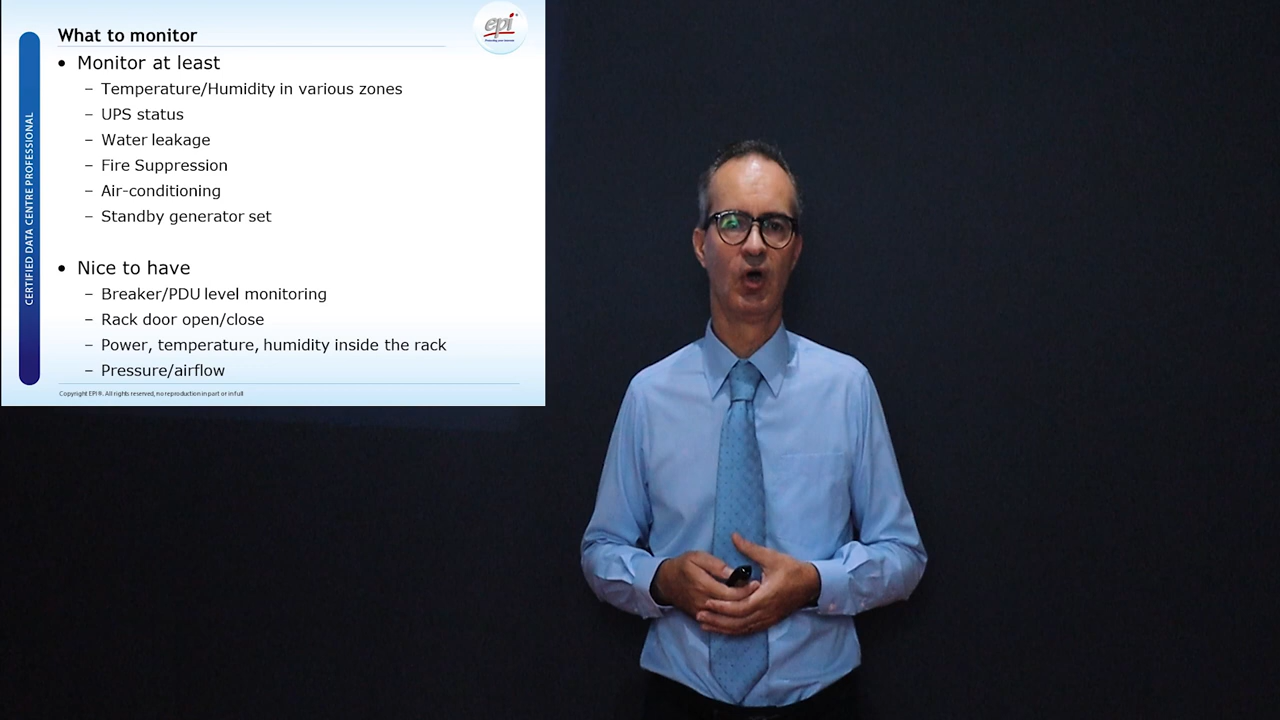 What to monitor
epi
• Monitor at least
– Temperature/Humidity in various zones
– UPS status
– Water leakage
– Fire Suppression
– Air-conditioning
– Standby generator set
• Nice to have
– Breaker/PDU level monitoring
– Rack door open/close
– Power, temperature, humidity inside the rack
– Pressure/airflow
CERTIFIED DATA CENTRE PROFESSIONAL
Copyright EPI®. All rights reserved, no reproduction in part or in full